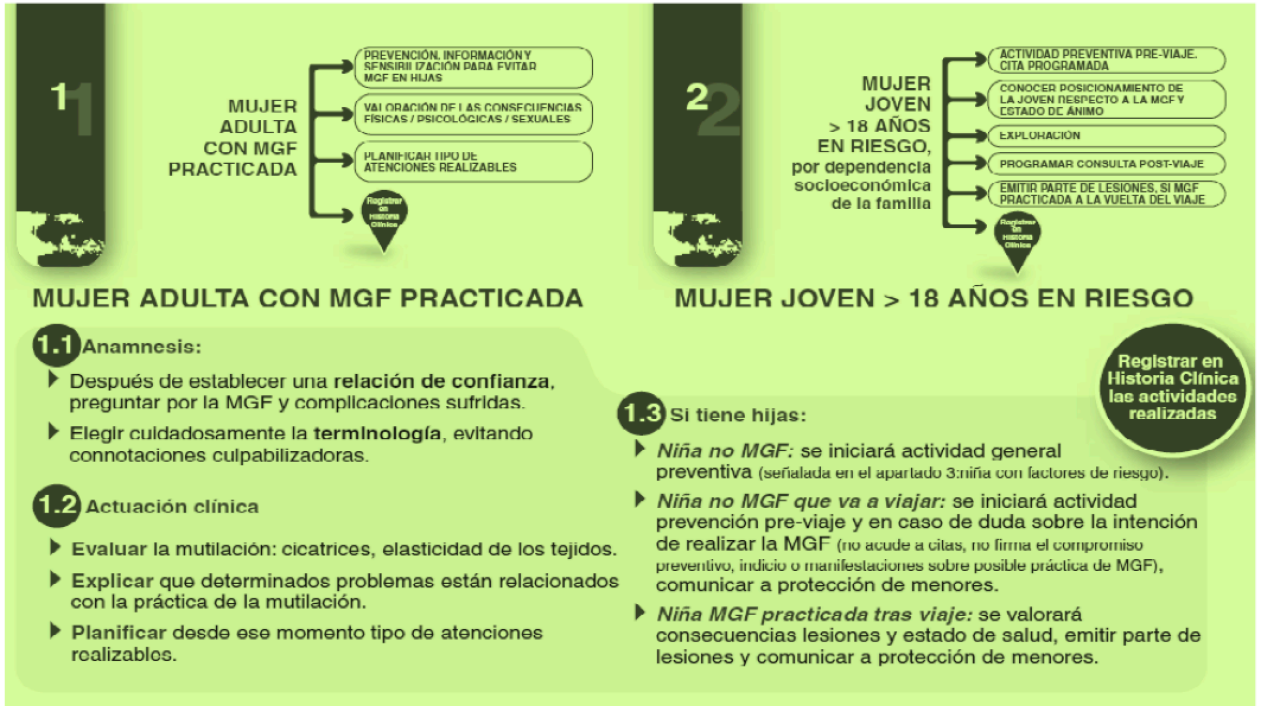 1
MUJER
ADULTA
CON MGF
PRACTICADA
PREVENCIÓN, INFORMACIÓN Y
SENSIBILIZACIÓN PARA EVITAR
MGF EN HIJAS
VALORACIÓN DE LAS CONSECUENCIAS
FÍSICAS / PSICOLÓGICAS / SEXUALES
PLANIFICAR TIPO DE
ATENCIONES REALIZABLES
Registrar
en
Historia
Clínica
2
MUJER
JOVEN
> 18 AÑOS
EN RIESGO,
por dependencia
socioeconómica
de la familia
ACTIVIDAD PREVENTIVA PRE-VIAJE.
CITA PROGRAMADA
CONOCER POSICIONAMIENTO DE
LA JOVEN RESPECTO A LA MGF Y
ESTADO DE ÁNIMO
EXPLORACIÓN
PROGRAMAR CONSULTA POST-VIAJE
EMITIR PARTE DE LESIONES, SI MGF
PRACTICADA A LA VUELTA DEL VIAJE
Registrar
en
Historia
Clínica
MUJER ADULTA CON MGF PRACTICADA
1.1 Anamnesis:
Después de establecer una relación de confianza,
preguntar por la MGF y complicaciones sufridas.
Elegir cuidadosamente la terminología, evitando
connotaciones culpabilizadoras.
1.2 Actuación clínica
Evaluar la mutilación: cicatrices, elasticidad de los tejidos.
Explicar que determinados problemas están relacionados
con la práctica de la mutilación.
Planificar desde ese momento tipo de atenciones
realizables.
MUJER JOVEN > 18 AÑOS EN RIESGO
Registrar en
Historia Clínica
las actividades
realizadas
1.3 Si tiene hijas:
Niña no MGF: se iniciará actividad general
preventiva (señalada en el apartado 3:niña con factores de riesgo).
Niña no MGF que va a viajar: se iniciará actividad
prevención pre-viaje y en caso de duda sobre la intención
de realizar la MGF (no acude a citas, no firma el compromiso
preventivo, indicio o manifestaciones sobre posible práctica de MGF),
comunicar a protección de menores.
Niña MGF practicada tras viaje: se valorará
consecuencias lesiones y estado de salud, emitir parte de
lesiones y comunicar a protección de menores.